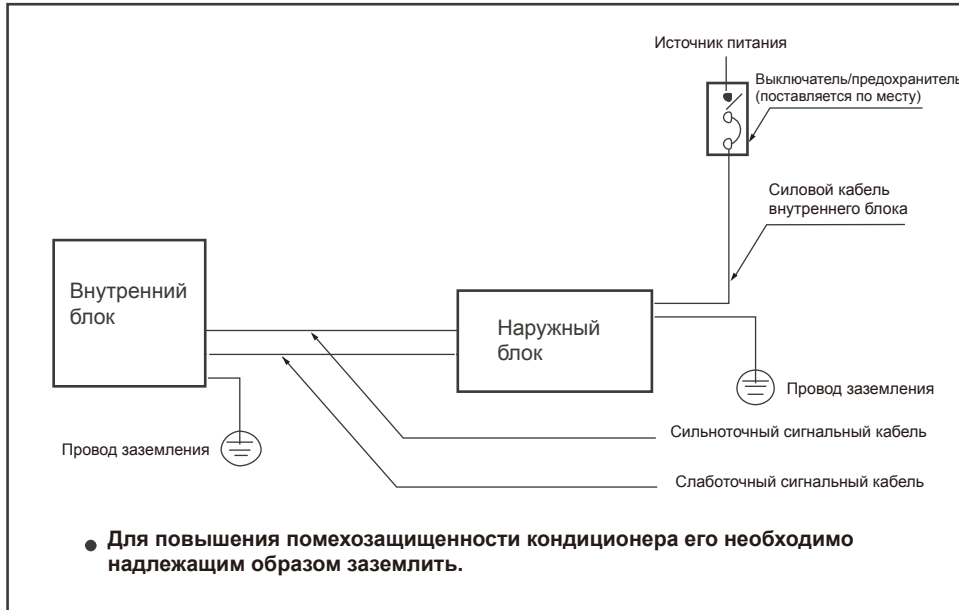 Источник питания
Выключатель/предохранитель
(поставляется по месту)
Силовой кабель
внутреннего блока
Внутренний
блок
Наружный
блок
Провод заземления
Провод заземления
Сильноточный сигнальный кабель
Слаботочный сигнальный кабель
● Для повышения помехозащищенности кондиционера его необходимо
надлежащим образом заземлить.